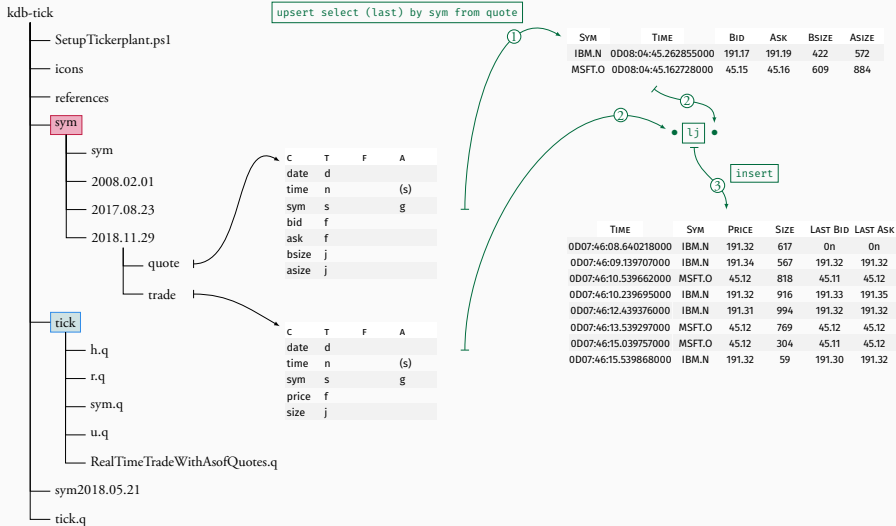 kdb-tick
SetupTickerplant.ps1
icons
references
sym
sym
2008.02.01
2017.08.23
2018.11.29
quote
trade
tick
h.q
r.q
sym.q
u.q
RealTimeTradeWithAsofQuotes.q
sym2018.05.21
tick.q
C T F A
date d
time n (s)
sym s g
bid f
ask f
bsize j
asize j
C T F A
date d
time n (s)
sym s g
price f
size j
upsert select (last) by sym from quote
1
SYM TIME BID ASK BSIZE ASIZE
IBM.N 0D08:04:45.262855000 191.17 191.19 422 572
MSFT.O 0D08:04:45.162728000 45.15 45.16 609 884
2
2
lj
insert
3
TIME SYM PRICE SIZE LAST BID LAST ASK
0D07:46:08.640218000 IBM.N 191.32 617 0n 0n
0D07:46:09.139707000 IBM.N 191.34 567 191.32 191.32
0D07:46:10.539662000 MSFT.O 45.12 818 45.11 45.12
0D07:46:10.239695000 IBM.N 191.32 916 191.33 191.35
0D07:46:12.439376000 IBM.N 191.31 994 191.32 191.32
0D07:46:13.539297000 MSFT.O 45.12 769 45.12 45.12
0D07:46:15.039757000 MSFT.O 45.12 304 45.11 45.12
0D07:46:15.539868000 IBM.N 191.32 59 191.30 191.32